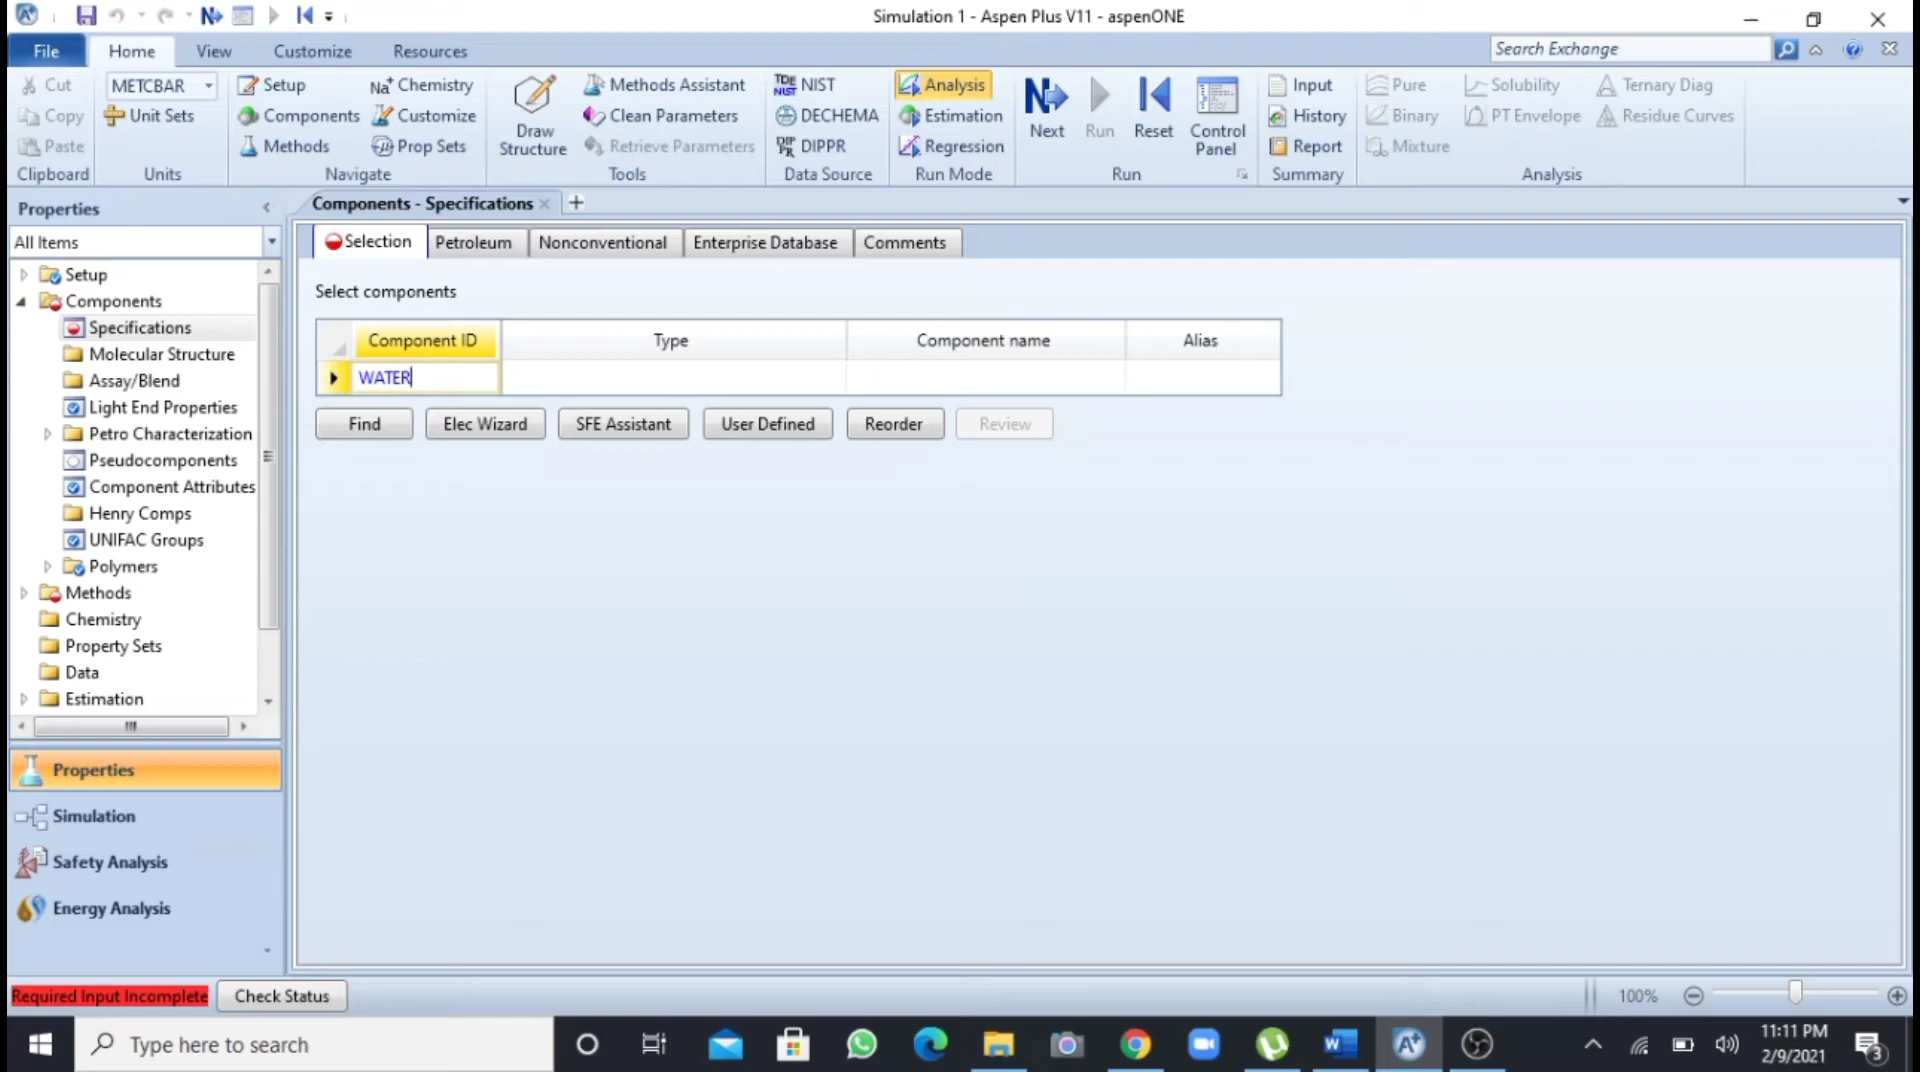 Simulation 1 - Aspen Plus V11 - aspenONE
File Home View Customize Resources
Search Exchange
Cut
Copy
Paste
Clipboard
METCBAR
Unit Sets
Units
Setup
Components
Methods
Na+ Chemistry
Customize
Prop Sets
Navigate
Draw
Structure
Methods Assistant
Clean Parameters
Retrieve Parameters
Tools
TDE NIST NIST
DECHEMA
DIPPR
Data Source
Analysis
Estimation
Regression
Run Mode
Next
Run
Reset
Control
Panel
Run
Input
History
Report
Summary
Pure
Binary
Mixture
Solubility
PT Envelope
Ternary Diag
Residue Curves
Analysis
Properties
All Items
Setup
Components
Specifications
Molecular Structure
Assay/Blend
Light End Properties
Petro Characterization
Pseudocomponents
Component Attributes
Henry Comps
UNIFAC Groups
Polymers
Methods
Chemistry
Property Sets
Data
Estimation
Properties
Simulation
Safety Analysis
Energy Analysis
Components - Specifications
Selection Petroleum Nonconventional Enterprise Database Comments
Select components
Component ID Type Component name Alias
WATER
Find Elec Wizard SFE Assistant User Defined Reorder Review
Required Input Incomplete Check Status 100%
Type here to search
11:11 PM
2/9/2021
3